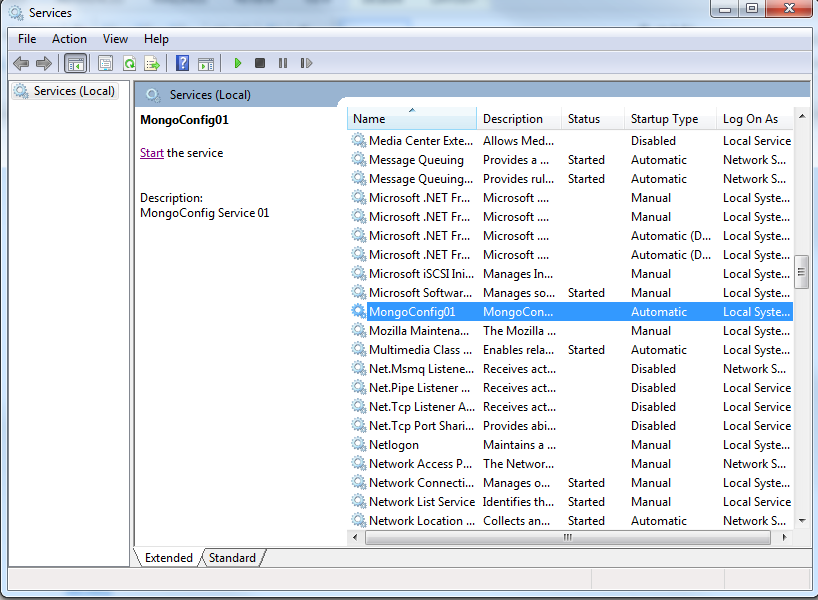 Services
File Action View Help
Services (Local)
Services (Local)
MongoConfig01
Start the service
Description:
MongoConfig Service 01
Name Description Status Startup Type Log On As
Media Center Exte... Allows Med... Disabled Local Service
Message Queuing Provides a ... Started Automatic Network S...
Message Queuing... Provides rul... Started Automatic Network S...
Microsoft .NET Fr... Microsoft .... Manual Local Syste...
Microsoft .NET Fr... Microsoft .... Manual Local Syste...
Microsoft .NET Fr... Microsoft .... Automatic (D... Local Syste...
Microsoft .NET Fr... Microsoft .... Automatic (D... Local Syste...
Microsoft iSCSI Ini... Manages In... Manual Local Syste...
Microsoft Softwar... Manages so... Started Manual Local Syste...
MongoConfig01 MongoCon... Automatic Local Syste...
Mozilla Maintena... The Mozilla ... Manual Local Syste...
Multimedia Class ... Enables rela... Started Automatic Local Syste...
Net.Msmq Listene... Receives act... Disabled Network S...
Net.Pipe Listener ... Receives act... Disabled Local Service
Net.Tcp Listener A... Receives act... Disabled Local Service
Net.Tcp Port Shari... Provides abi... Disabled Local Service
Netlogon Maintains a ... Manual Local Syste...
Network Access P... The Networ... Manual Network S...
Network Connecti... Manages o... Started Manual Local Syste...
Network List Service Identifies th... Started Manual Local Service
Network Location ... Collects an... Started Automatic Network S...
Extended Standard